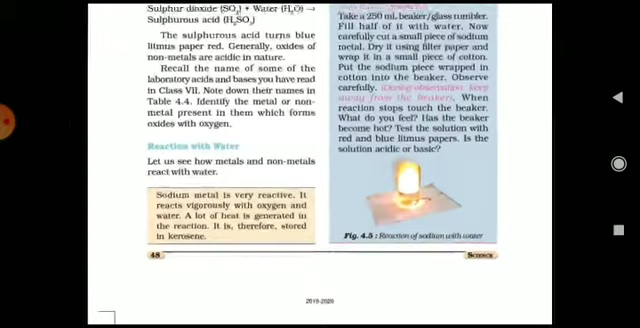 Sulphur dioxide (SO₂) + Water (H₂O) →
Sulphurous acid (H₂SO₃)
The sulphurous acid turns blue
litmus paper red. Generally, oxides of
non-metals are acidic in nature.
Recall the name of some of the
laboratory acids and bases you have read
in Class VII. Note down their names in
Table 4.4. Identify the metal or non-
metal present in them which forms
oxides with oxygen.
Reaction with Water
Let us see how metals and non-metals
react with water.
Sodium metal is very reactive. It
reacts vigorously with oxygen and
water. A lot of heat is generated in
the reaction. It is, therefore, stored
in kerosene.
48
Take a 250 mL beaker/glass tumbler.
Fill half of it with water. Now
carefully cut a small piece of sodium
metal. Dry it using filter paper and
wrap it in a small piece of cotton.
Put the sodium piece wrapped in
cotton into the beaker. Observe
carefully. (During observation keep
away from the beaker). When
reaction stops touch the beaker.
What do you feel? Has the beaker
become hot? Test the solution with
red and blue litmus papers. Is the
solution acidic or basic?
Fig. 4.5 : Reaction of sodium with water
SCIENCE
2019-2020